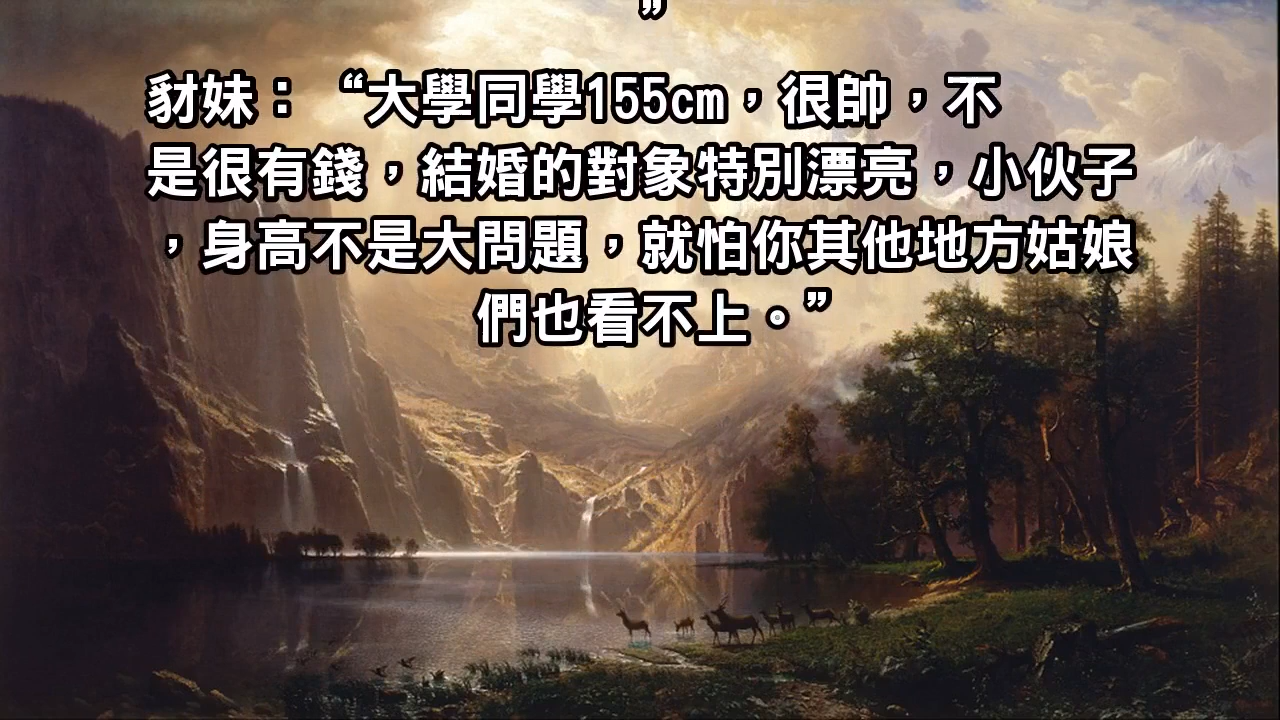 ”
豺妹：“大學同學155cm，很帥，不
是很有錢，結婚的對象特別漂亮，小伙子
，身高不是大問題，就怕你其他地方姑娘
們也看不上。”